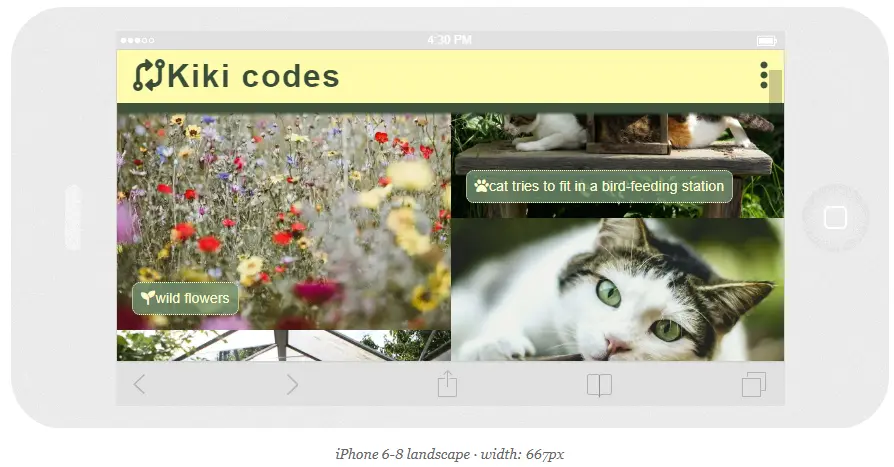 4:30 PM
Kiki codes
cat tries to fit in a bird-feeding station
wild flowers
iPhone 6-8 landscape · width: 667px